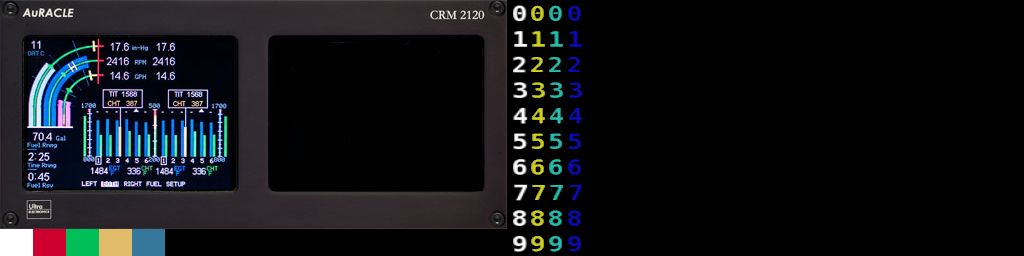 AuRACLE
CRM 2120
11
OAT C
17.6 in-Hg 17.6
2416 RPM 2416
14.6 GPH 14.6
TIT 1568
CHT 387
TIT 1568
CHT 387
1700 500 1700
1 2 3 4 5 6 1 2 3 4 5 6
1484 EGT °F 336 CHT °F 1484 EGT °F 336 CHT °F
70.4 Gal
Fuel Rmng
2:25
Time Rmng
0:45
Fuel Rsv
LEFT BOTH RIGHT FUEL SETUP
Ultra
ELECTRONICS
0000
1111
2222
3333
4444
5555
6666
7777
8888
9999